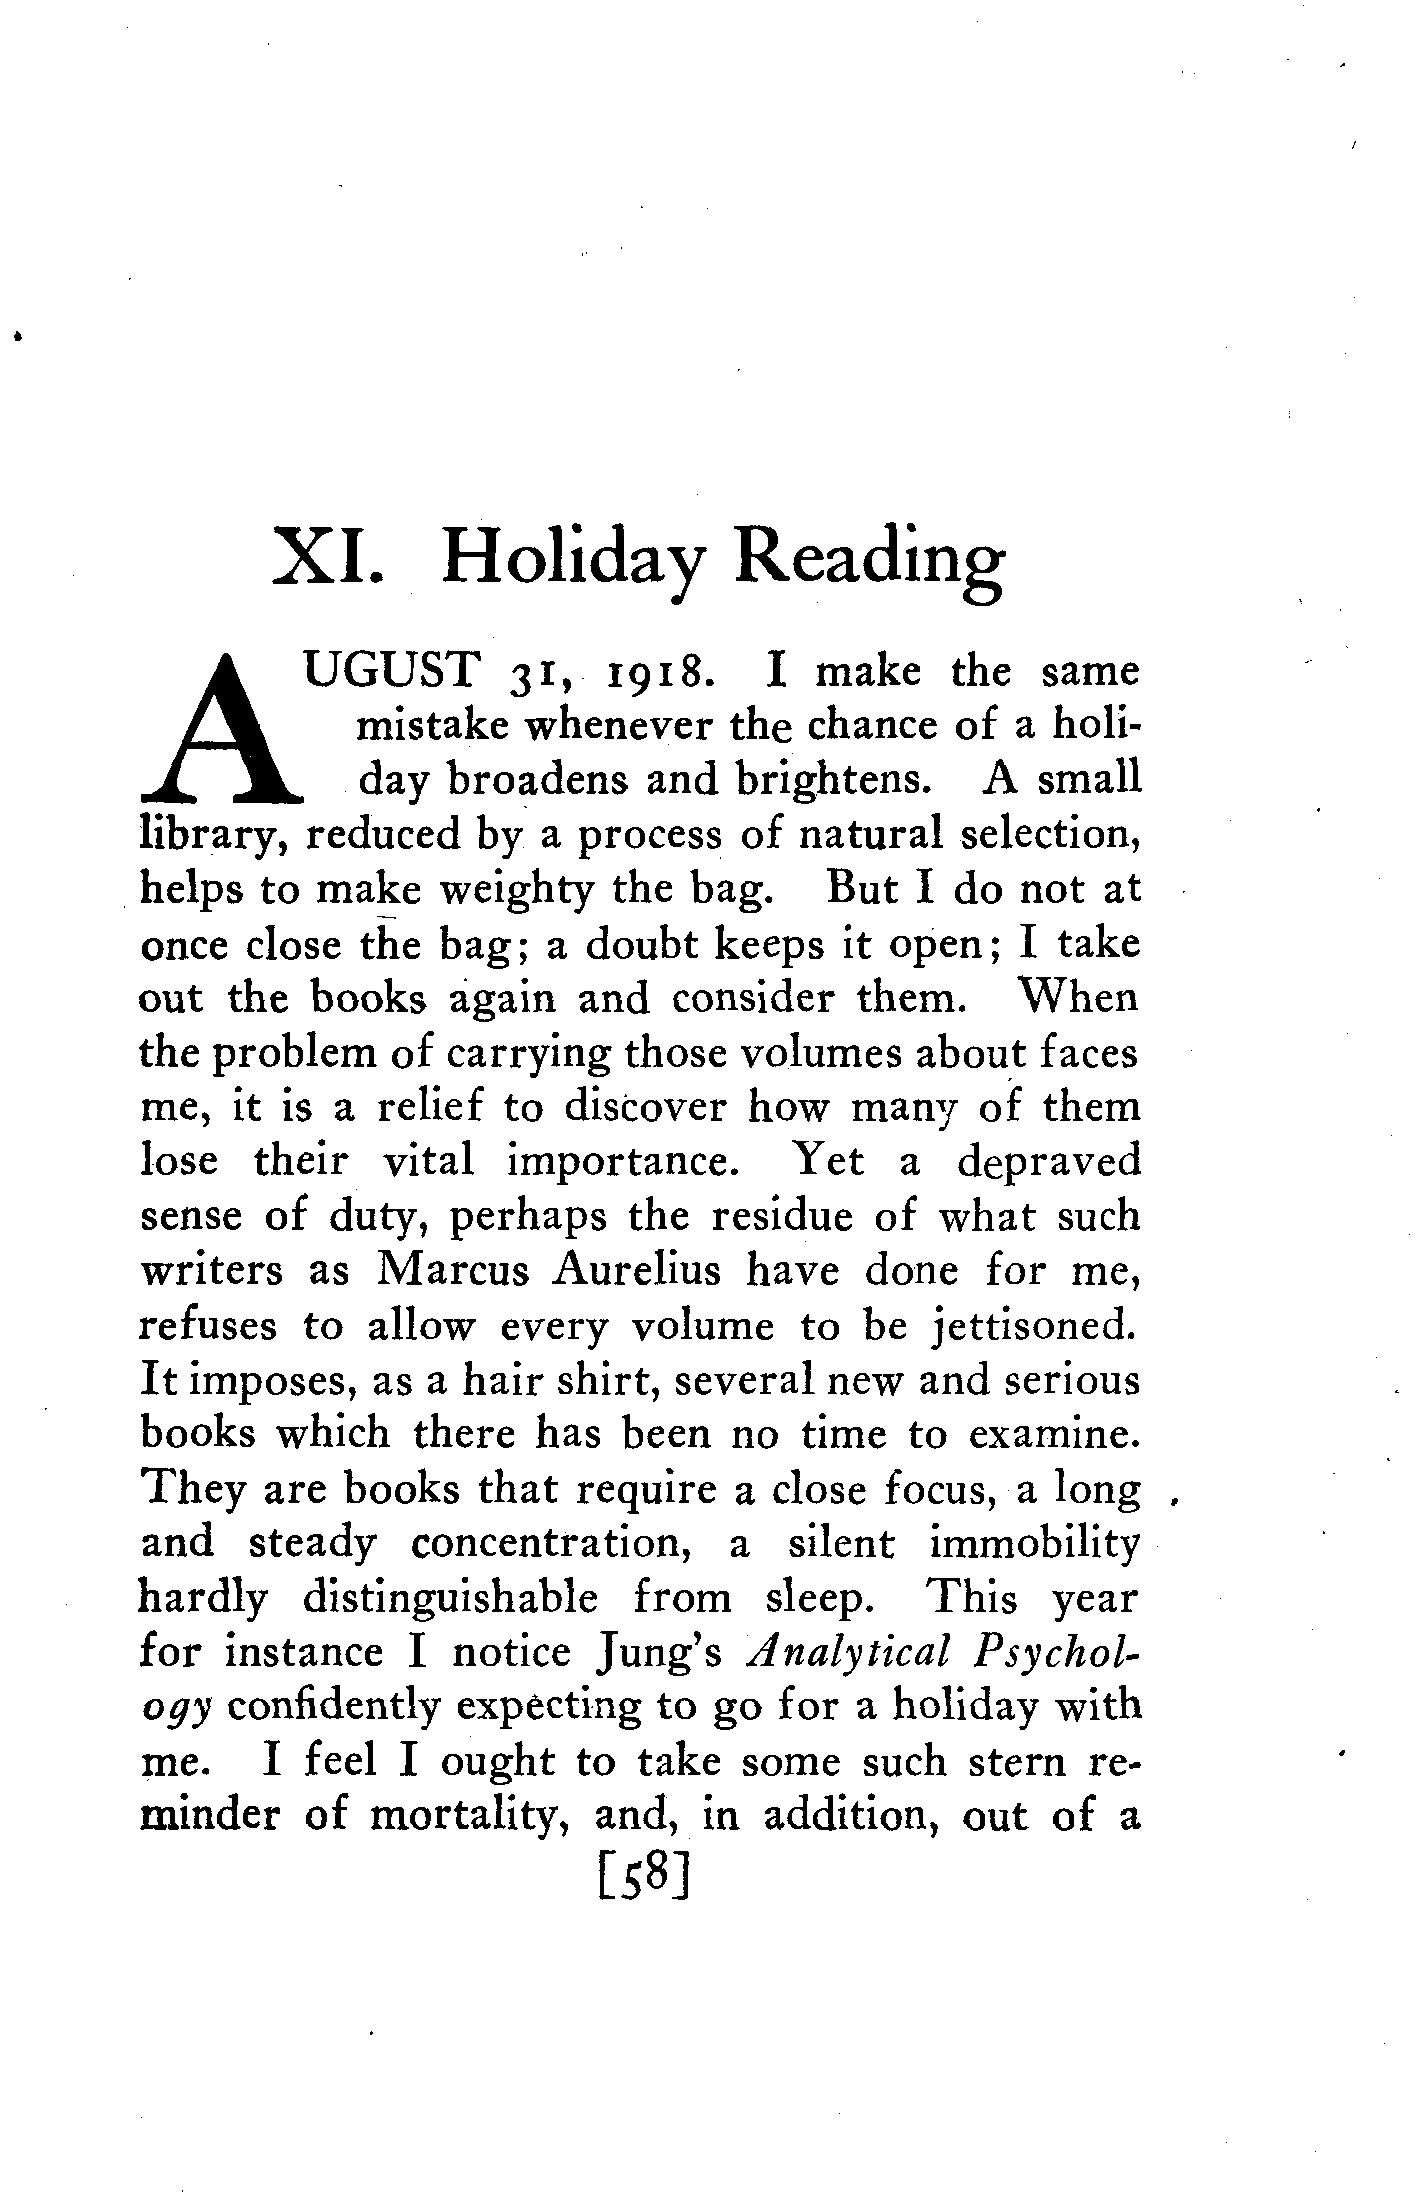 XI. Holiday Reading
AUGUST 31, 1918. I make the same
mistake whenever the chance of a holi-
day broadens and brightens. A small
library, reduced by a process of natural selection,
helps to make weighty the bag. But I do not at
once close the bag; a doubt keeps it open; I take
out the books again and consider them. When
the problem of carrying those volumes about faces
me, it is a relief to discover how many of them
lose their vital importance. Yet a depraved
sense of duty, perhaps the residue of what such
writers as Marcus Aurelius have done for me,
refuses to allow every volume to be jettisoned.
It imposes, as a hair shirt, several new and serious
books which there has been no time to examine.
They are books that require a close focus, a long
and steady concentration, a silent immobility
hardly distinguishable from sleep. This year
for instance I notice Jung's Analytical Psychol-
ogy confidently expecting to go for a holiday with
me. I feel I ought to take some such stern re-
minder of mortality, and, in addition, out of a
[58]